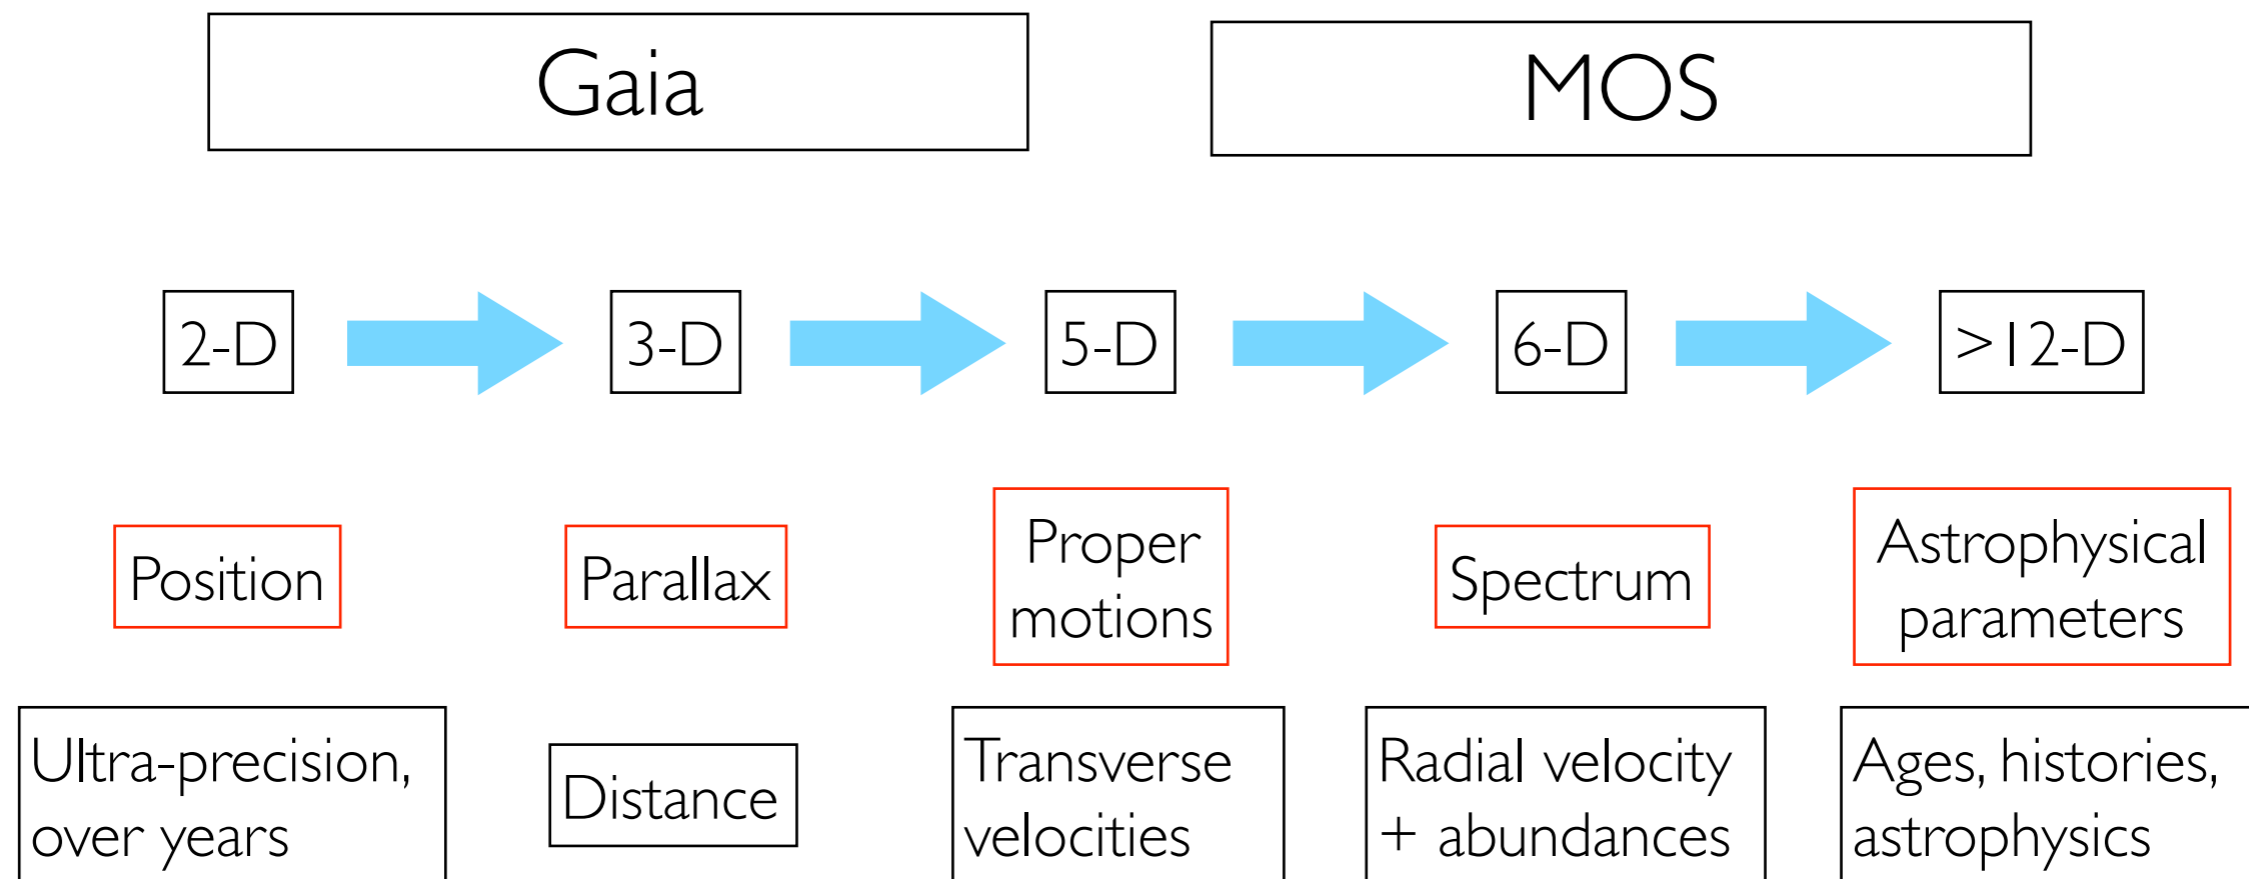 Gaia
MOS
2-D
3-D
5-D
6-D
>12-D
Position
Parallax
Proper
motions
Spectrum
Astrophysical
parameters
Ultra-precision,
over years
Distance
Transverse
velocities
Radial velocity
+ abundances
Ages, histories,
astrophysics